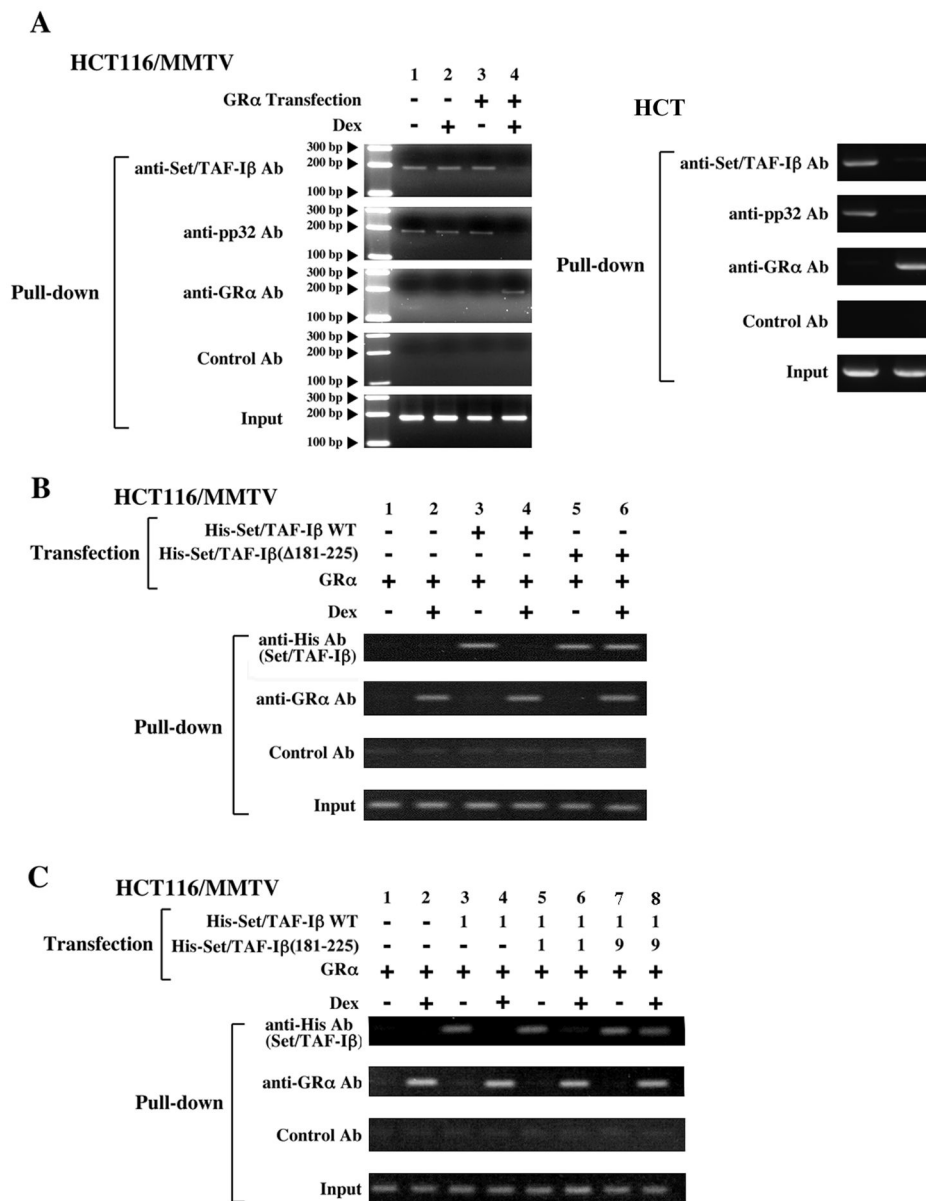 A
HCT116/MMTV
1 2 3 4
GRα Transfection - - + +
Dex - + - +
HCT
Pull-down
anti-Set/TAF-Iβ Ab
300 bp
200 bp
100 bp
anti-pp32 Ab
300 bp
200 bp
100 bp
anti-GRα Ab
300 bp
200 bp
100 bp
Control Ab
300 bp
200 bp
100 bp
Input
300 bp
200 bp
100 bp
Pull-down
anti-Set/TAF-Iβ Ab
anti-pp32 Ab
anti-GRα Ab
Control Ab
Input
B
HCT116/MMTV
1 2 3 4 5 6
Transfection
His-Set/TAF-Iβ WT - - + + - -
His-Set/TAF-Iβ(Δ181-225) - - - - + +
GRα + + + + + +
Dex - + - + - +
Pull-down
anti-His Ab
(Set/TAF-Iβ)
anti-GRα Ab
Control Ab
Input
C
HCT116/MMTV
1 2 3 4 5 6 7 8
Transfection
His-Set/TAF-Iβ WT - - 1 1 1 1 1 1
His-Set/TAF-Iβ(181-225) - - - - 1 1 9 9
GRα + + + + + + + +
Dex - + - + - + - +
Pull-down
anti-His Ab
(Set/TAF-Iβ)
anti-GRα Ab
Control Ab
Input